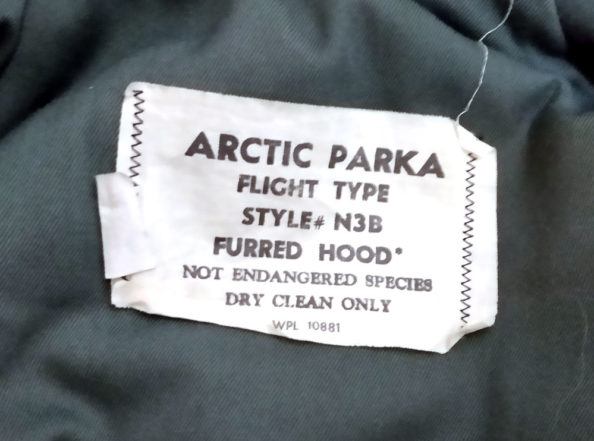 ARCTIC PARKA
FLIGHT TYPE
STYLE# N3B
FURRED HOOD*
NOT ENDANGERED SPECIES
DRY CLEAN ONLY
WPL 10881